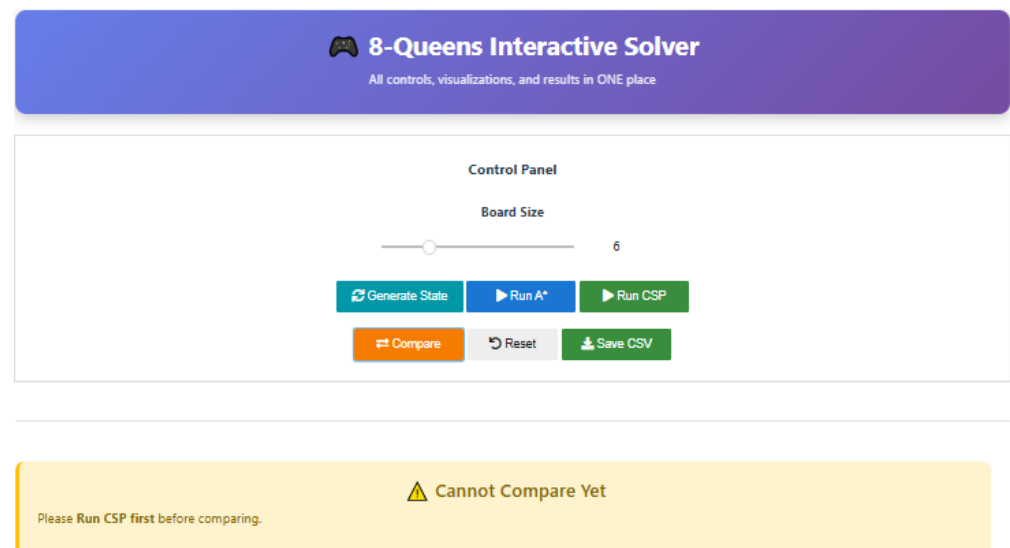 8-Queens Interactive Solver
All controls, visualizations, and results in ONE place
Control Panel
Board Size
6
Generate State Run A* Run CSP
Compare Reset Save CSV
Cannot Compare Yet
Please Run CSP first before comparing.